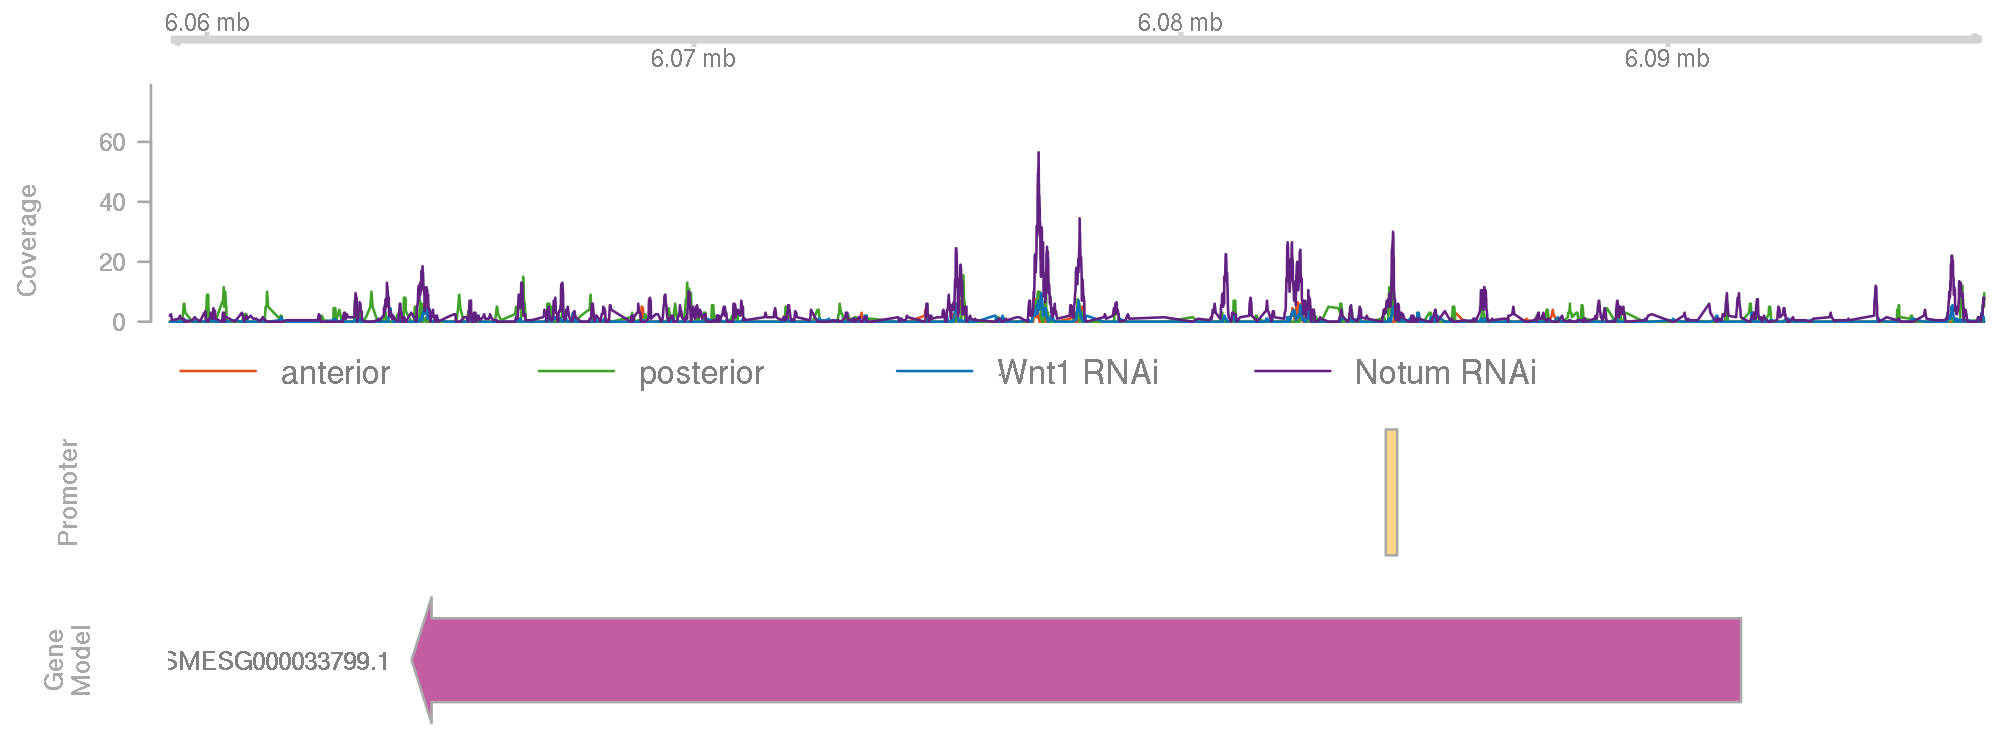 6.06 mb
6.08 mb
6.07 mb
6.09 mb
Coverage
60
40
20
0
anterior
posterior
Wnt1 RNAi
Notum RNAi
Promoter
Gene
Model
SMESG000033799.1